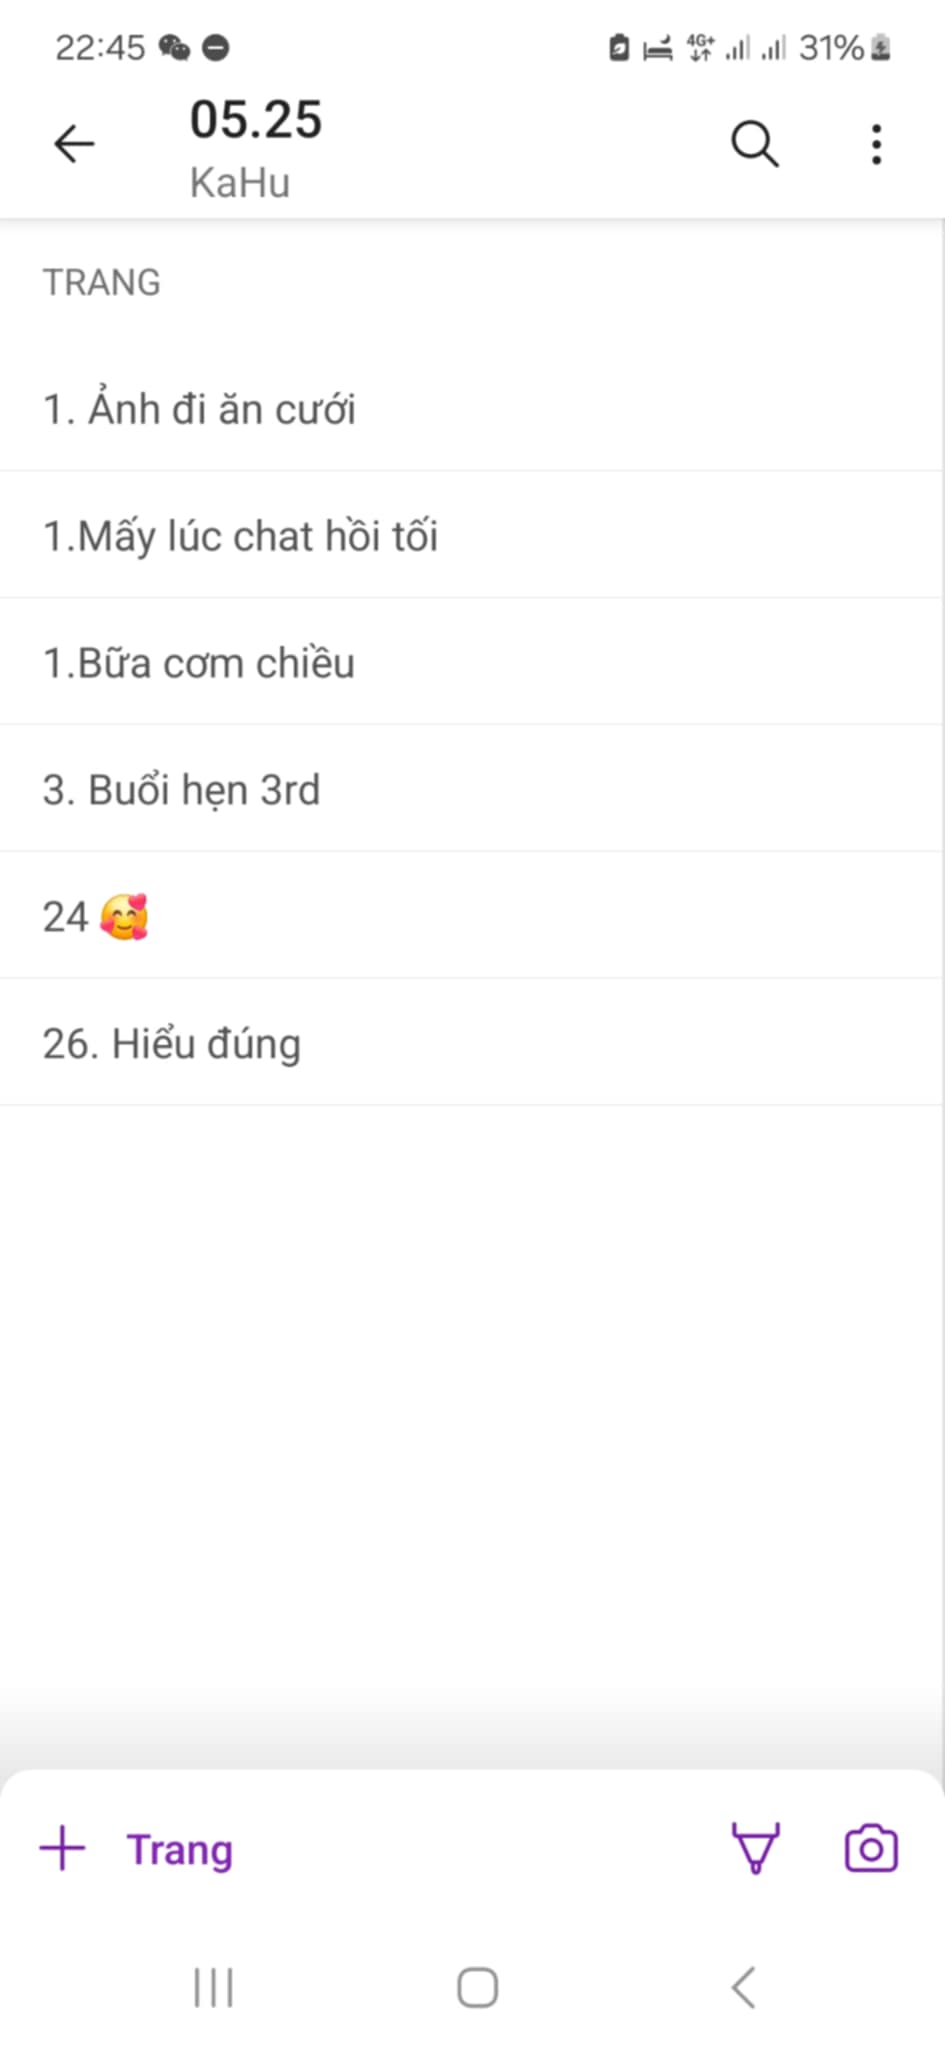 22:45
4G+ 31%
05.25
KaHu
TRANG
1. Ảnh đi ăn cưới
1.Mấy lúc chat hồi tối
1.Bữa cơm chiều
3. Buổi hẹn 3rd
24 🥰
26. Hiểu đúng
Trang